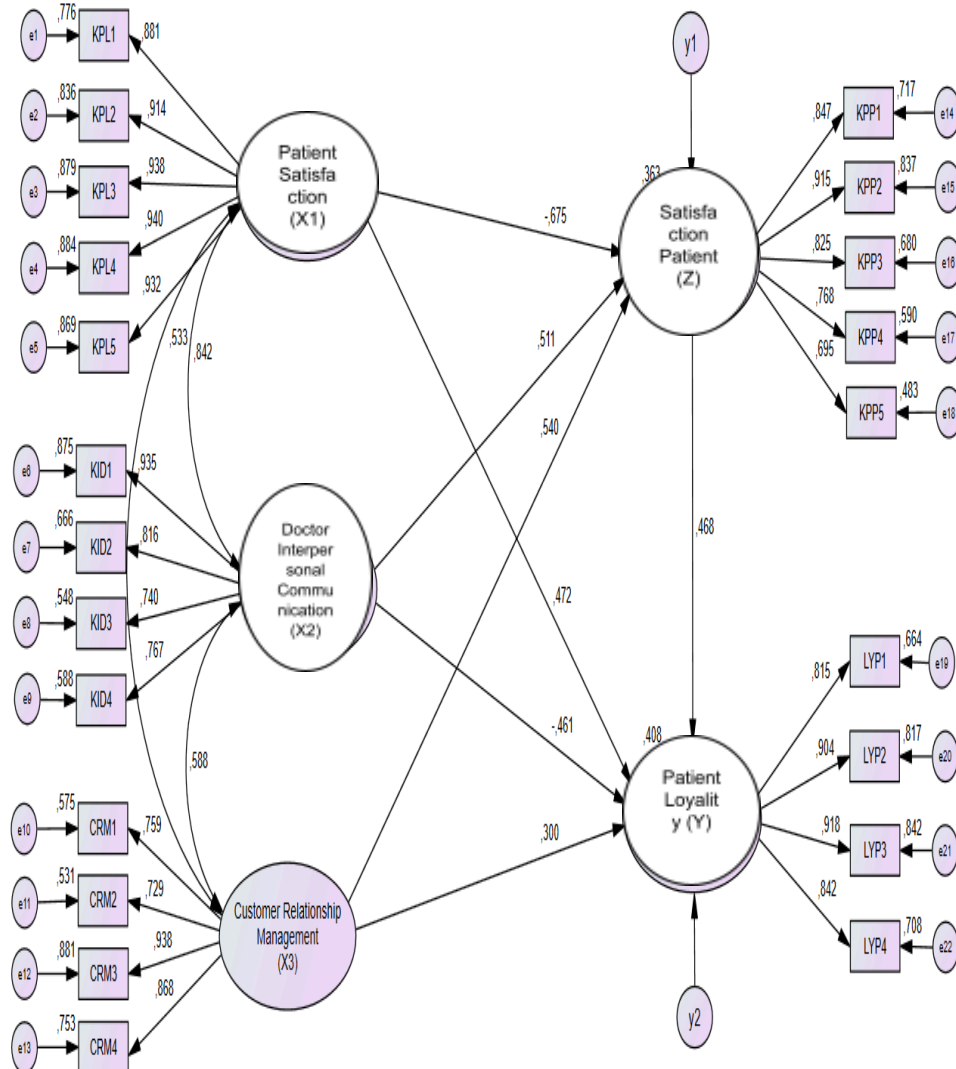 ,776
e1
KPL1
,881
,836
e2
KPL2
,914
,879
e3
KPL3
,938
,884
e4
KPL4
,940
,869
e5
KPL5
,932
Patient
Satisfa
ction
(X1)
,533
,842
,875
e6
KID1
,935
,666
e7
KID2
,816
,548
e8
KID3
,740
,588
e9
KID4
,767
Doctor
Interper
sonal
Commu
nication
(X2)
,588
,575
e10
CRM1
,759
,531
e11
CRM2
,729
,881
e12
CRM3
,938
,753
e13
CRM4
,868
Customer Relationship
Management
(X3)
-,675
,511
,540
,472
-,461
,300
,468
y1
,363
Satisfa
ction
Patient
(Z)
,847
KPP1
,717
e14
,915
KPP2
,837
e15
,825
KPP3
,680
e16
,768
KPP4
,590
e17
,695
KPP5
,483
e18
,408
Patient
Loyalit
y (Y)
y2
,815
LYP1
,664
e19
,904
LYP2
,817
e20
,918
LYP3
,842
e21
,842
LYP4
,708
e22